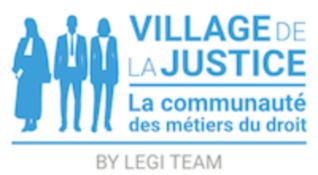 VILLAGE DE
LA JUSTICE
La communauté
des métiers du droit
BY LEGI TEAM